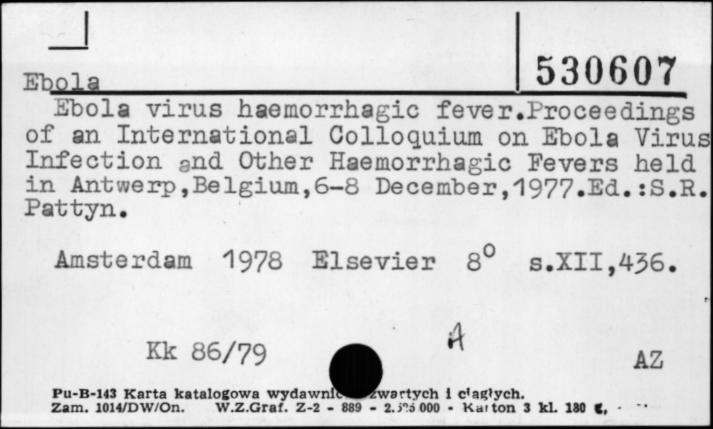 530607
Ebola
Ebola virus haemorrhagic fever.Proceedings
of an International Colloquium on Ebola Virus
Infection and Other Haemorrhagic Fevers held
in Antwerp,Belgium,6-8 December,1977.Ed.:S.R.
Pattyn.
Amsterdam 1978 Elsevier 8° s.XII,436.
A
Kk 86/79
AZ
Pu-B-143 Karta katalogowa zwartych i ciągłych.
Zam. 1014/DW/On. W.Z.Graf. Z-2 - 889 - 000 - Karton 3 kl. 180